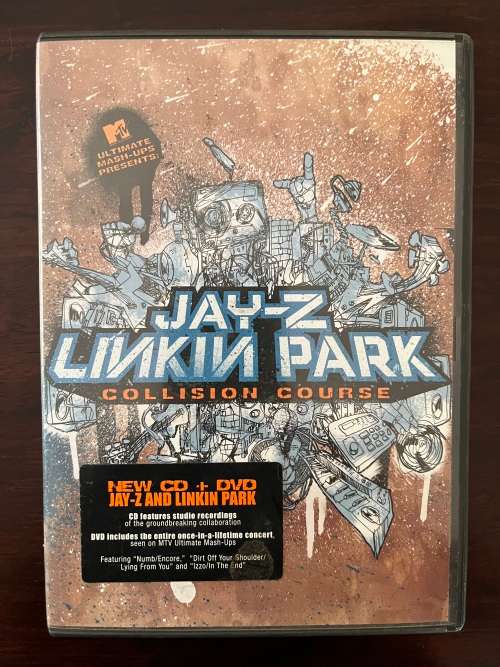 MTV
ULTIMATE
MASH-UPS
PRESENTS:
JAY-Z
LINKIN PARK
COLLISION COURSE
NEW CD + DVD
JAY-Z AND LINKIN PARK
CD features studio recordings
of the groundbreaking collaboration
DVD includes the entire once-in-a-lifetime concert,
seen on MTV Ultimate Mash-Ups
Featuring "Numb/Encore," "Dirt Off Your Shoulder/
Lying From You" and "Izzo/In The End"